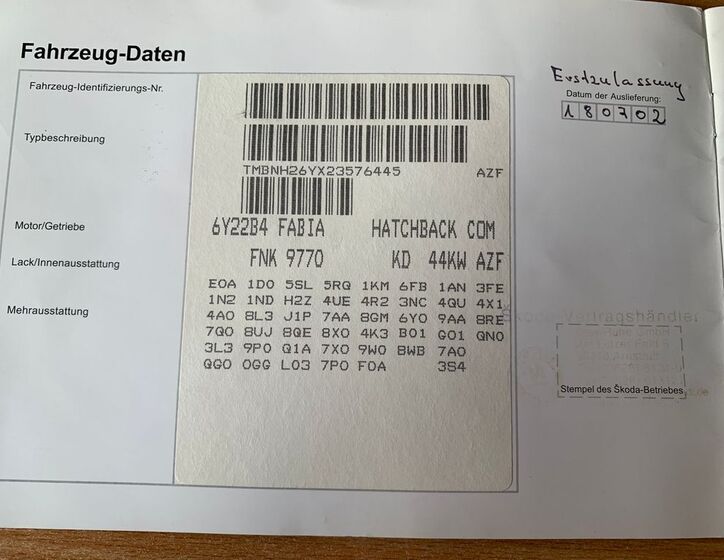 Fahrzeug-Daten
Erstzulassung
Datum der Auslieferung:
180702
Fahrzeug-Identifizierungs-Nr.
Typbeschreibung
TMBNH26YX23576445 AZF
Motor/Getriebe
6Y22B4 FABIA HATCHBACK COM
Lack/Innenausstattung
FNK 9770 KD 44KW AZF
Mehrausstattung
E0A 1D0 5SL 5RQ 1KM 6FB 1AN 3FE
1N2 1ND H2Z 4UE 4R2 3NC 4QU 4X1
4A0 8L3 J1P 7AA 8GM 6Y0 9AA 8RE
7Q0 8UJ 8QE 8X0 4K3 B01 G01 QN0
3L3 9P0 Q1A 7X0 9W0 8WB 7A0
QG0 0GG L03 7P0 F0A 3S4
Škoda-Vertragshändler
Stempel des Škoda-Betriebes